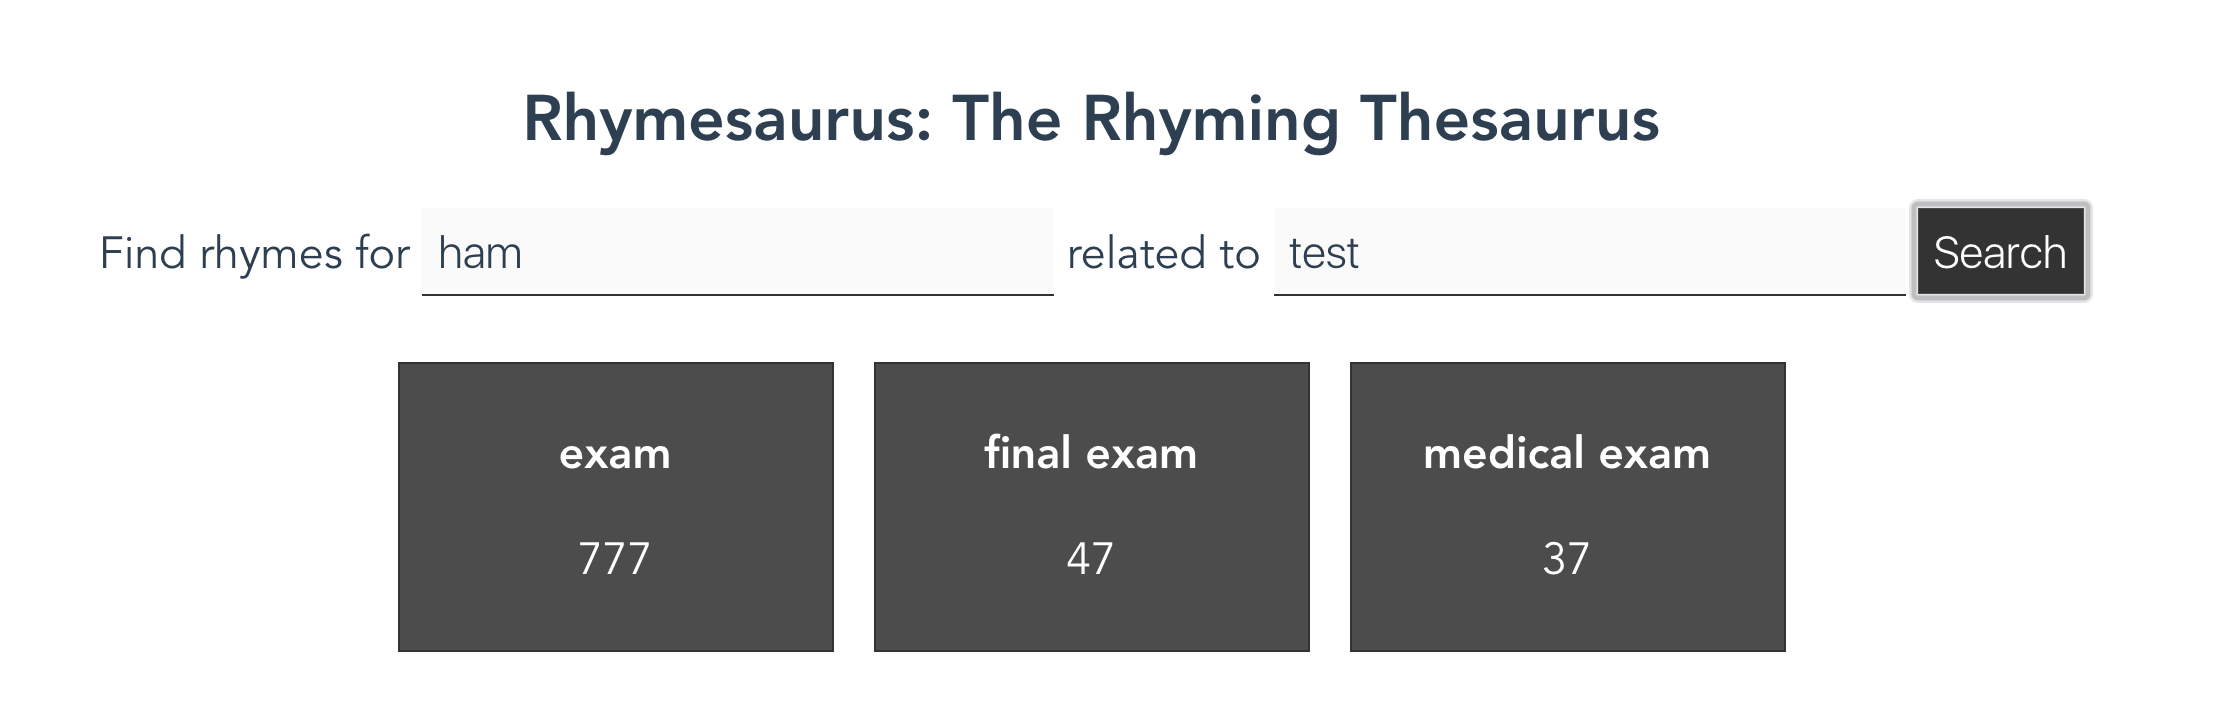 Rhymesaurus: The Rhyming Thesaurus
Find rhymes for ham related to test Search
exam final exam medical exam
777 47 37